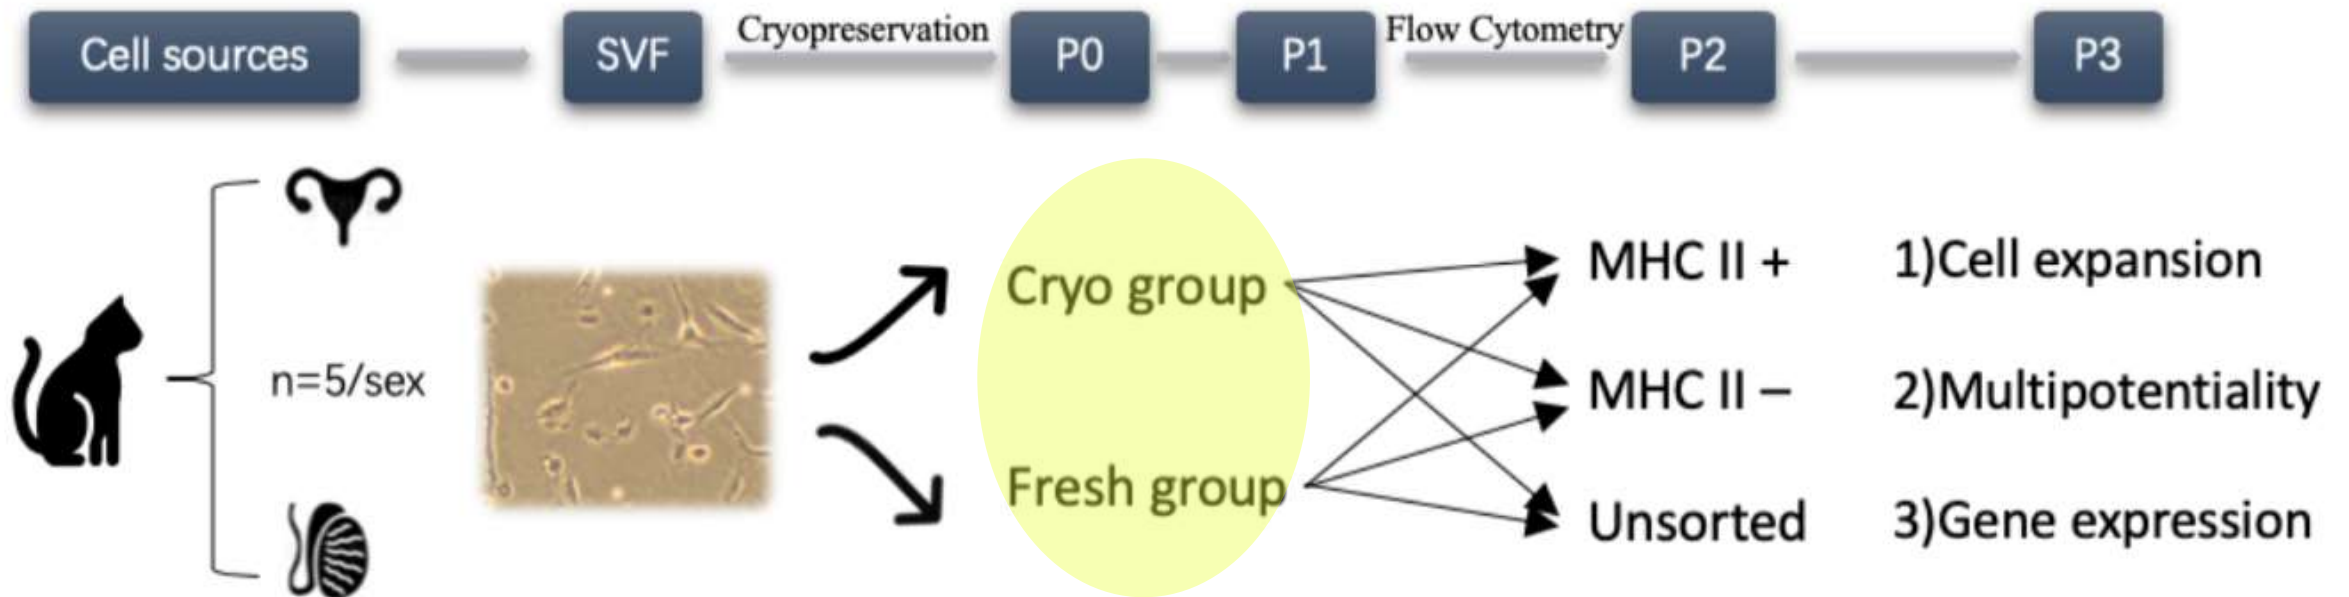 Cell sources
SVF
Cryopreservation
P0
P1
Flow Cytometry
P2
P3
n=5/sex
Cryo group
Fresh group
MHC II +
MHC II –
Unsorted
1)Cell expansion
2)Multipotentiality
3)Gene expression